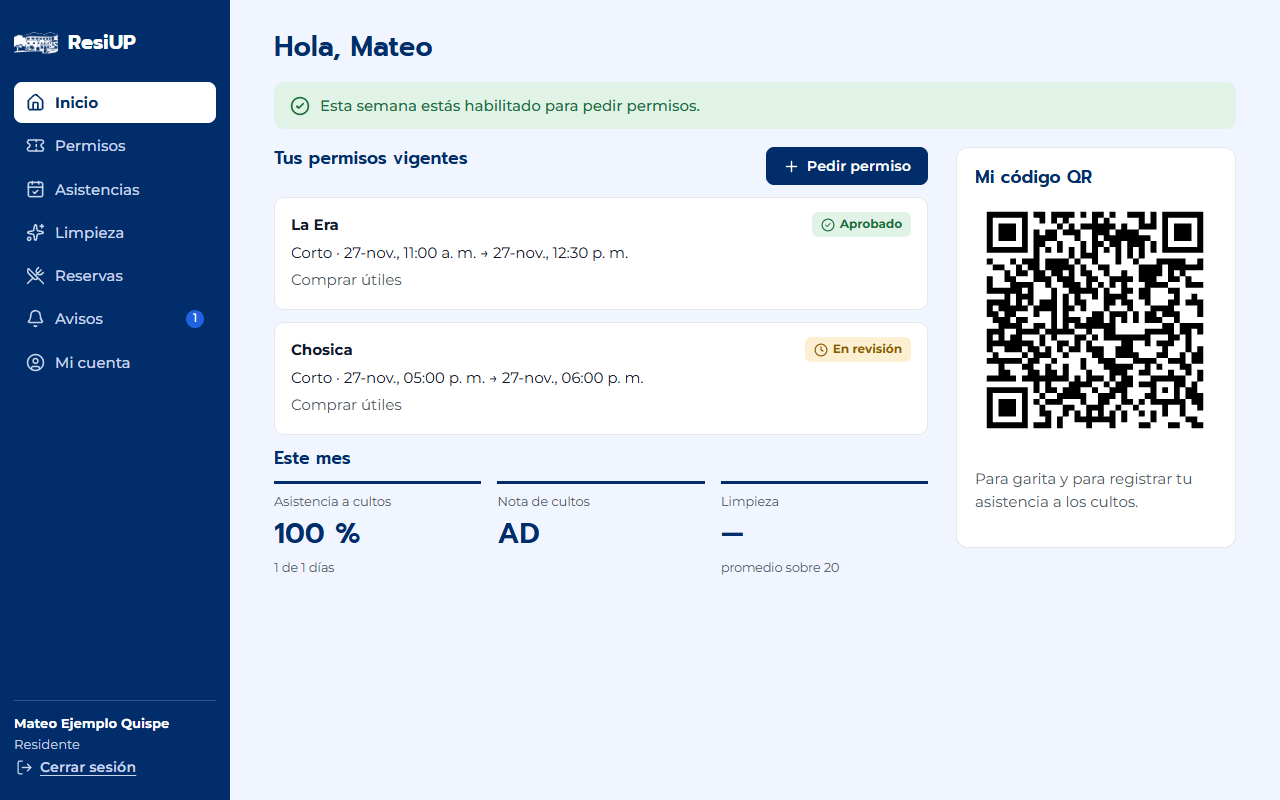 ResiUP
Inicio
Permisos
Asistencias
Limpieza
Reservas
Avisos 1
Mi cuenta
Mateo Ejemplo Quispe
Residente
Cerrar sesión
Hola, Mateo
Esta semana estás habilitado para pedir permisos.
Tus permisos vigentes
+ Pedir permiso
La Era
Aprobado
Corto · 27-nov., 11:00 a. m. → 27-nov., 12:30 p. m.
Comprar útiles
Chosica
En revisión
Corto · 27-nov., 05:00 p. m. → 27-nov., 06:00 p. m.
Comprar útiles
Este mes
Asistencia a cultos
100 %
1 de 1 días
Nota de cultos
AD
Limpieza
—
promedio sobre 20
Mi código QR
Para garita y para registrar tu
asistencia a los cultos.